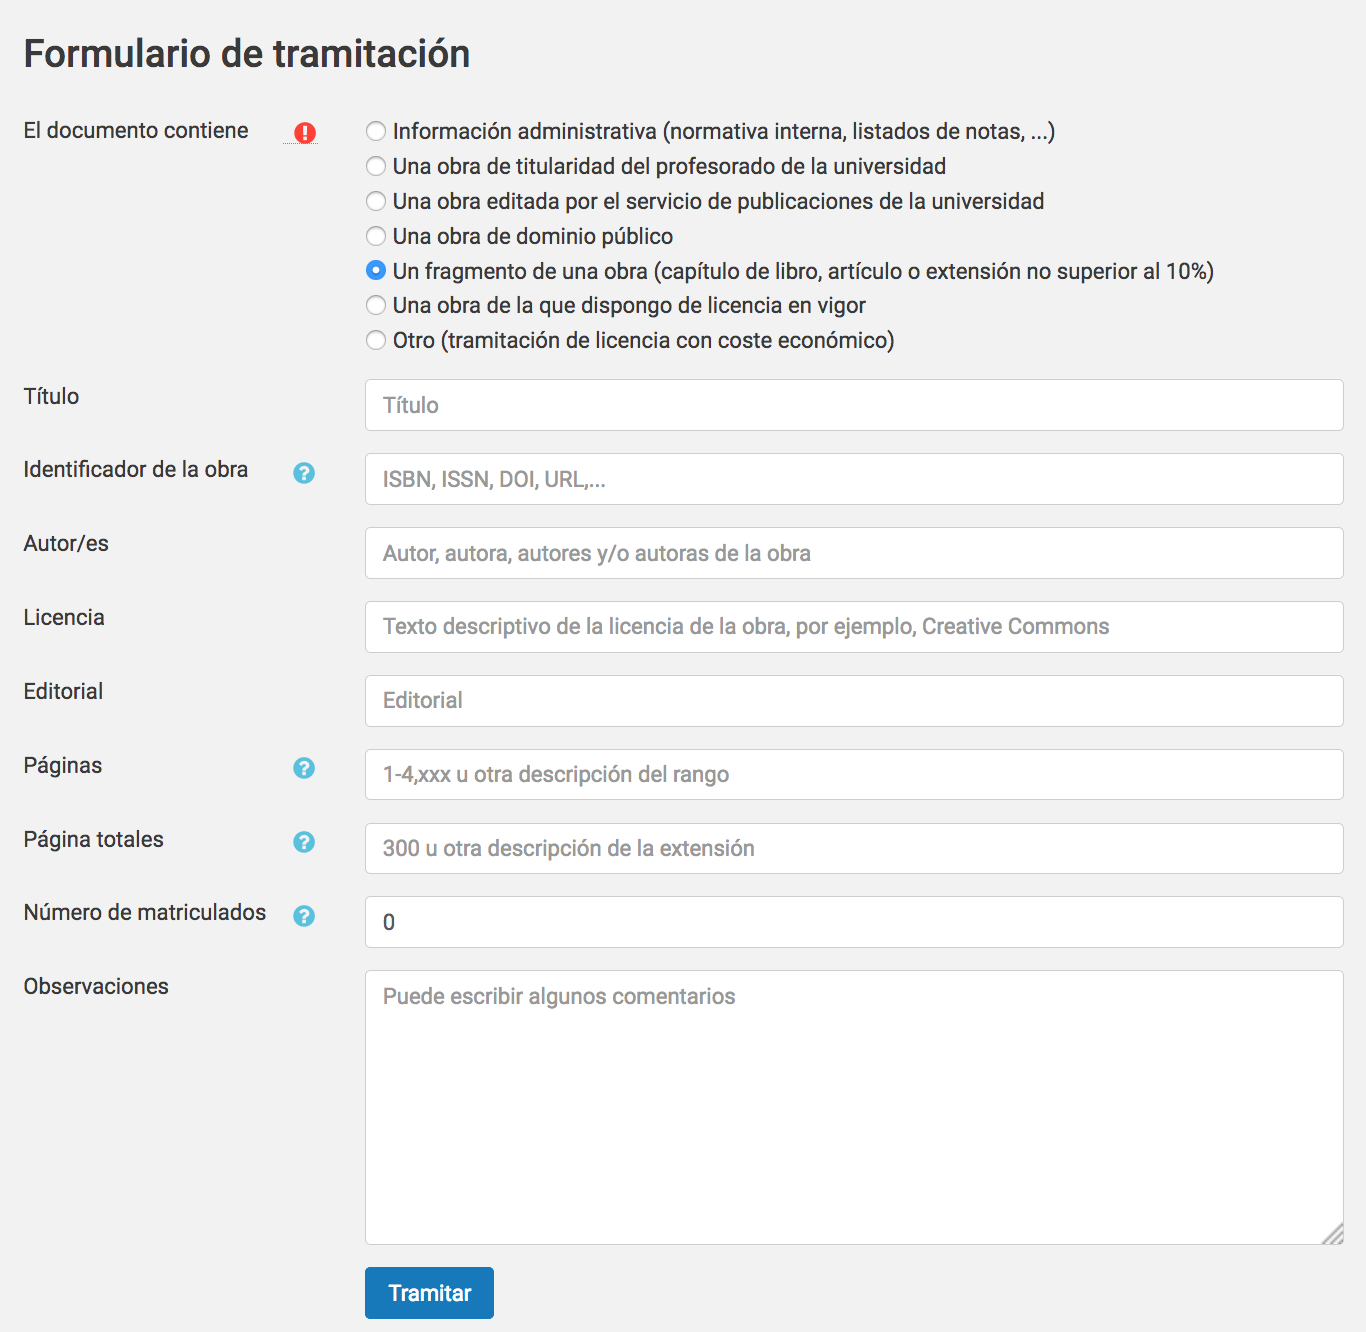 Formulario de tramitación
El documento contiene
Información administrativa (normativa interna, listados de notas, ...)
Una obra de titularidad del profesorado de la universidad
Una obra editada por el servicio de publicaciones de la universidad
Una obra de dominio público
Un fragmento de una obra (capítulo de libro, artículo o extensión no superior al 10%)
Una obra de la que dispongo de licencia en vigor
Otro (tramitación de licencia con coste económico)
Título
Título
Identificador de la obra
ISBN, ISSN, DOI, URL,...
Autor/es
Autor, autora, autores y/o autoras de la obra
Licencia
Texto descriptivo de la licencia de la obra, por ejemplo, Creative Commons
Editorial
Editorial
Páginas
1-4,xxx u otra descripción del rango
Página totales
300 u otra descripción de la extensión
Número de matriculados
0
Observaciones
Puede escribir algunos comentarios
Tramitar